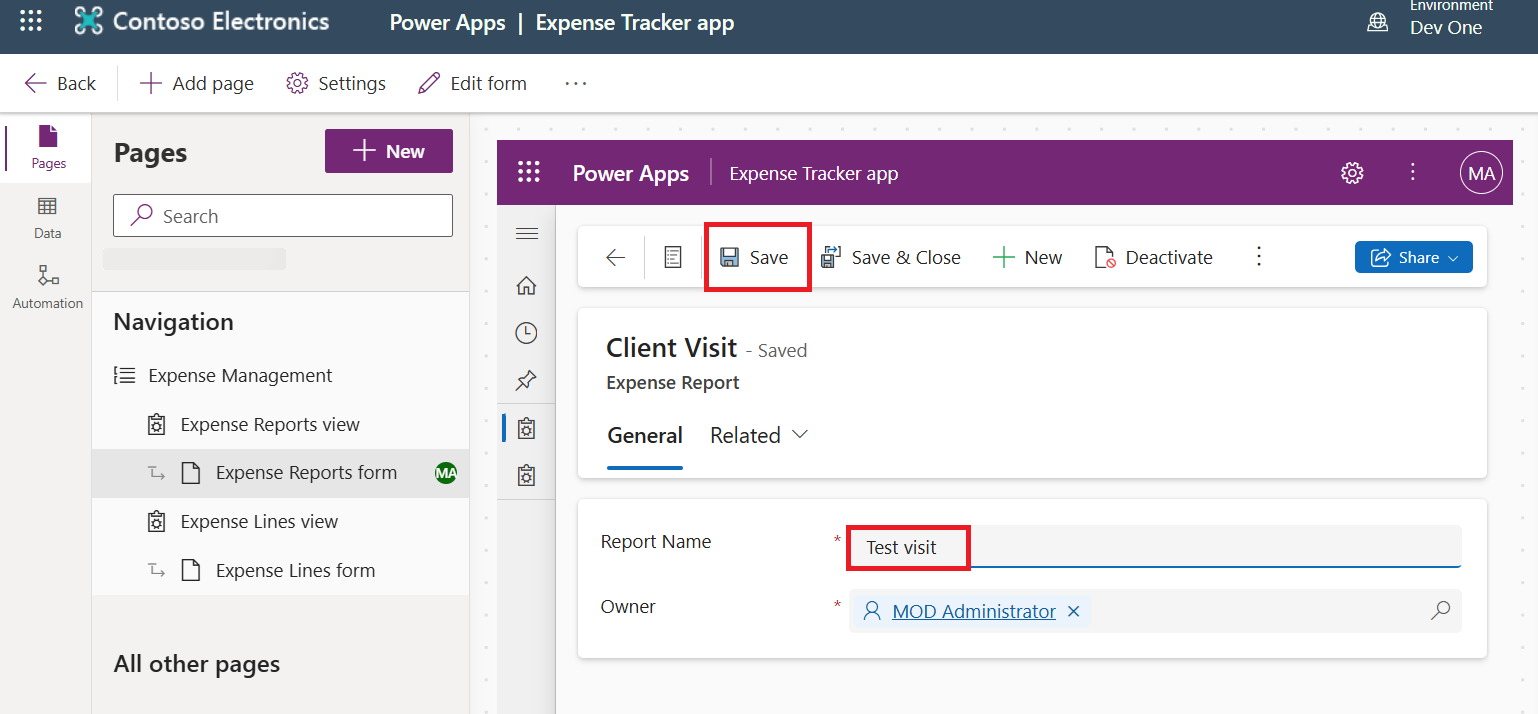 Contoso Electronics
Power Apps | Expense Tracker app
Environment
Dev One
Back
Add page
Settings
Edit form
...
Pages
Data
Automation
Pages
New
Search
Navigation
Expense Management
Expense Reports view
Expense Reports form
MA
Expense Lines view
Expense Lines form
All other pages
Power Apps
Expense Tracker app
MA
Save
Save & Close
New
Deactivate
Share
Client Visit - Saved
Expense Report
General
Related
Report Name * Test visit
Owner * MOD Administrator